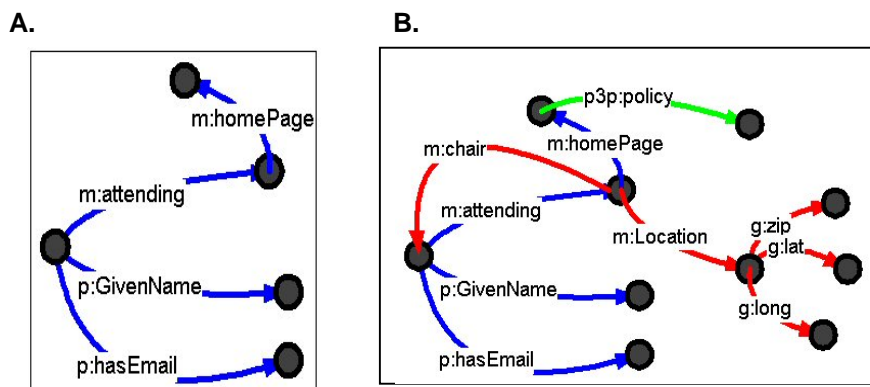 A.
m:homePage
m:attending
p:GivenName
p:hasEmail
B.
p3p:policy
m:chair
m:homePage
m:attending
m:Location
g:zip
g:lat
p:GivenName
g:long
p:hasEmail